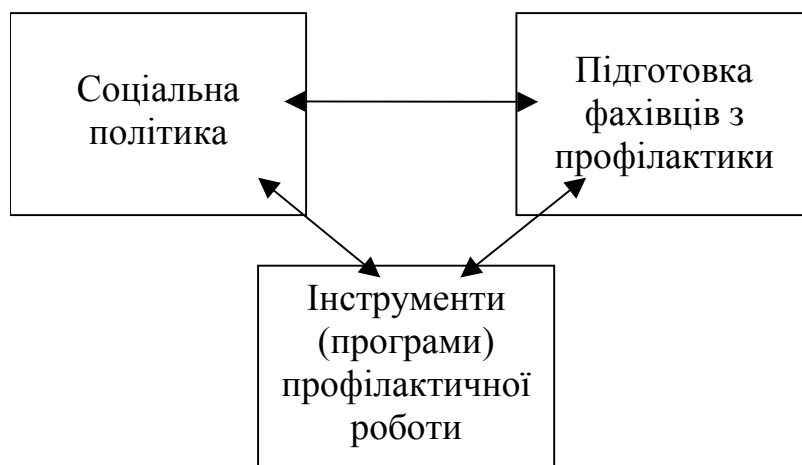 Соціальна
політика
Підготовка
фахівців з
профілактики
Інструменти
(програми)
профілактичної
роботи